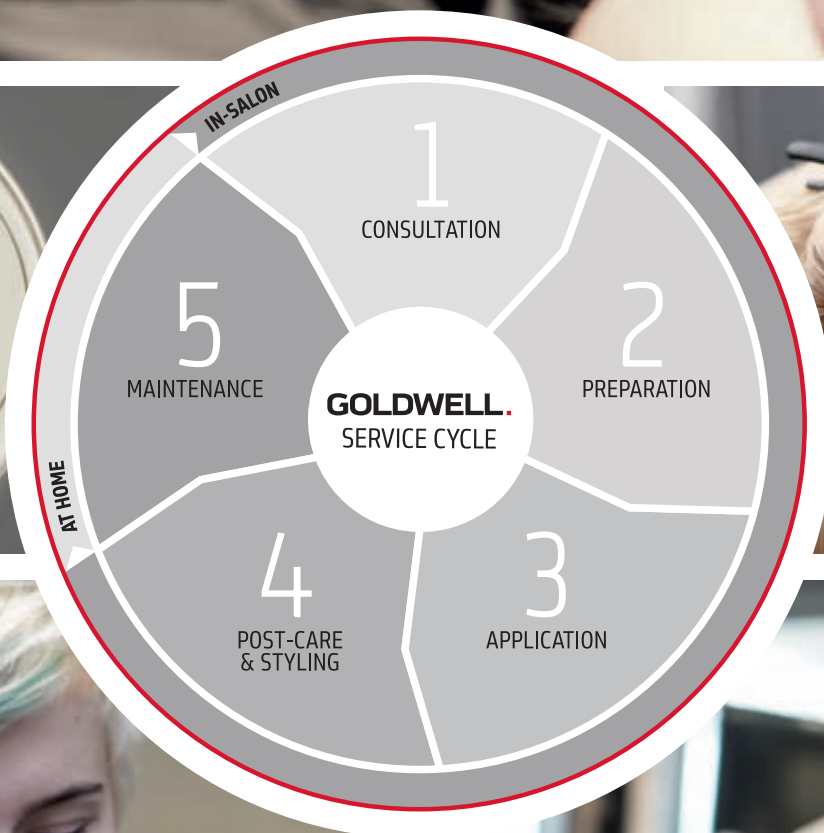 IN-SALON
1
CONSULTATION
2
PREPARATION
3
APPLICATION
4
POST-CARE
& STYLING
5
MAINTENANCE
AT HOME
GOLDWELL.
SERVICE CYCLE